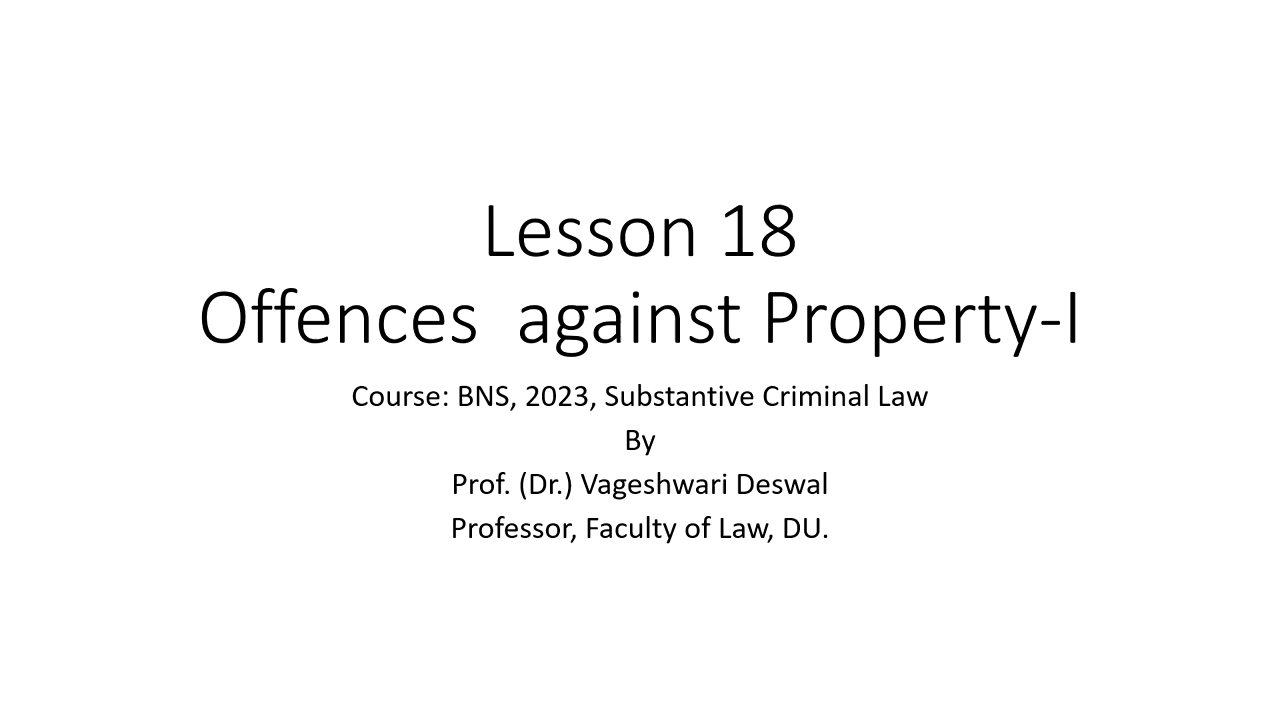 Lesson 18
Offences against Property-I
Course: BNS, 2023, Substantive Criminal Law
By
Prof. (Dr.) Vageshwari Deswal
Professor, Faculty of Law, DU.